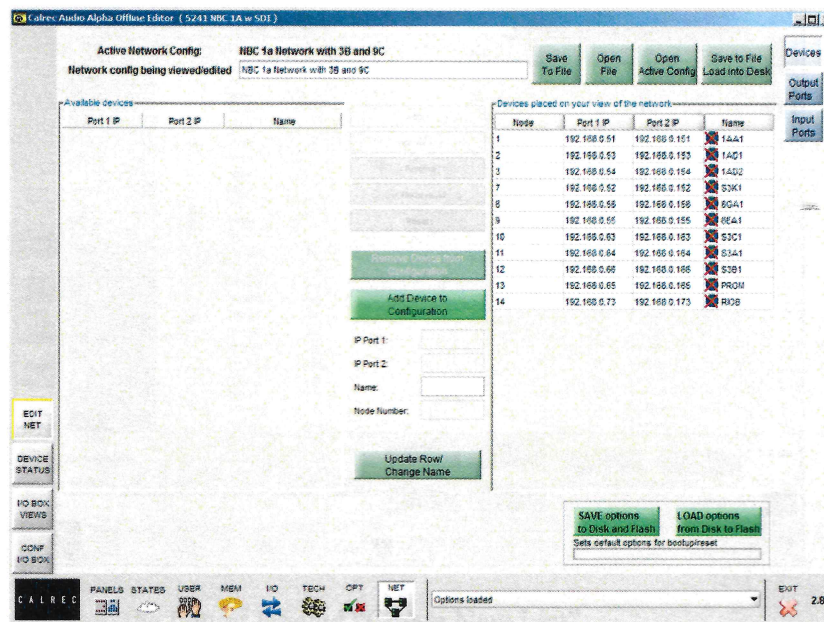 Calrec Audio Alpha Offline Editor ( 5241 NBC 1A w SDI )
Active Network Config: NBC 1a Network with 3B and 9C
Network config being viewed/edited NBC 1a Network with 3B and 9C
Save To File
Open File
Open Active Config
Save to File Load into Desk
Devices
Output Ports
Input Ports
Available devices
Port 1 IP Port 2 IP Name
Devices placed on your view of the network
Node Port 1 IP Port 2 IP Name
1 192.168.0.51 192.168.0.151 1AA1
2 192.168.0.53 192.168.0.153 1AD1
3 192.168.0.54 192.168.0.154 1AD2
7 192.168.0.52 192.168.0.152 S3K1
8 192.168.0.56 192.168.0.156 8GA1
9 192.168.0.55 192.168.0.155 8EA1
10 192.168.0.63 192.168.0.163 S3C1
11 192.168.0.64 192.168.0.164 S3A1
12 192.168.0.66 192.168.0.166 S3B1
13 192.168.0.65 192.168.0.165 PROM
14 192.168.0.73 192.168.0.173 RIOB
Remove Device from
Configuration
Add Device to
Configuration
IP Port 1:
IP Port 2:
Name:
Node Number:
Update Row/
Change Name
EDIT
NET
DEVICE
STATUS
I/O BOX
VIEWS
CONF
I/O BOX
SAVE options
to Disk and Flash
LOAD options
from Disk to Flash
Sets default options for bootup/reset
CALREC
PANELS STATES USER MEM I/O TECH OPT NET
Options loaded
EXIT
2.8